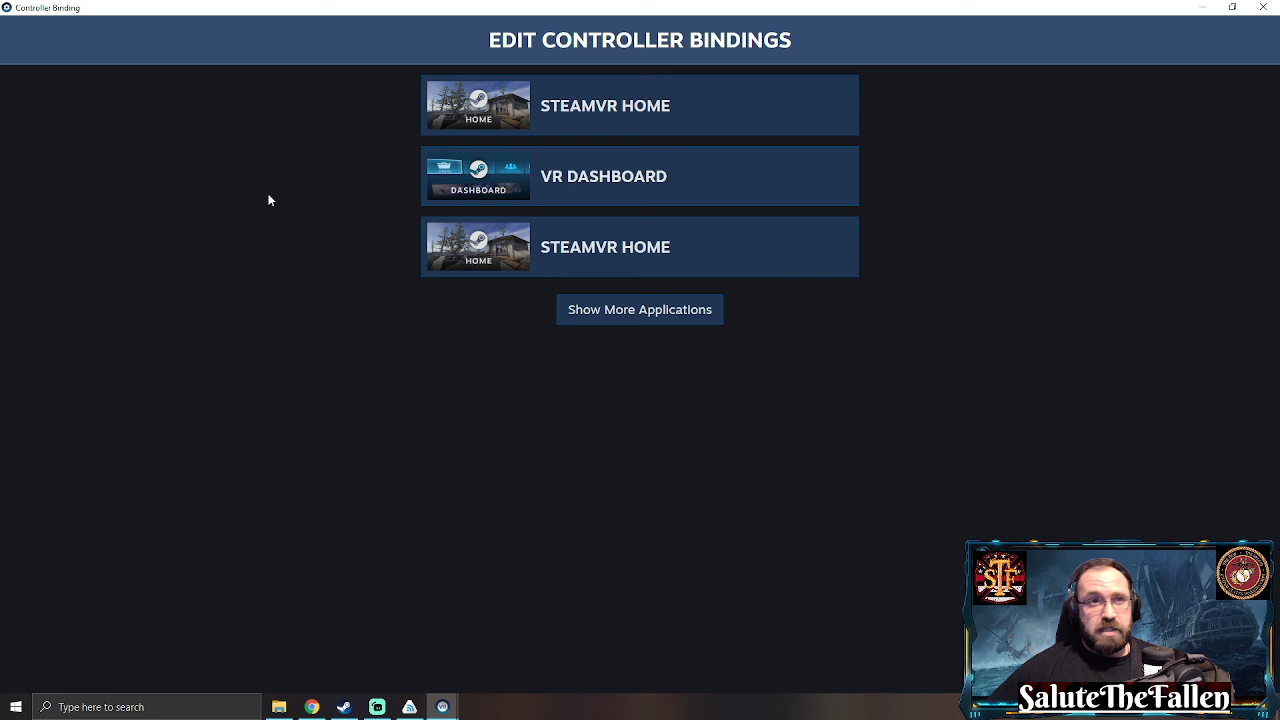 Controller Binding
EDIT CONTROLLER BINDINGS
HOME
STEAMVR HOME
DASHBOARD
VR DASHBOARD
HOME
STEAMVR HOME
Show More Applications
STF
SaluteTheFallen
Type here to search